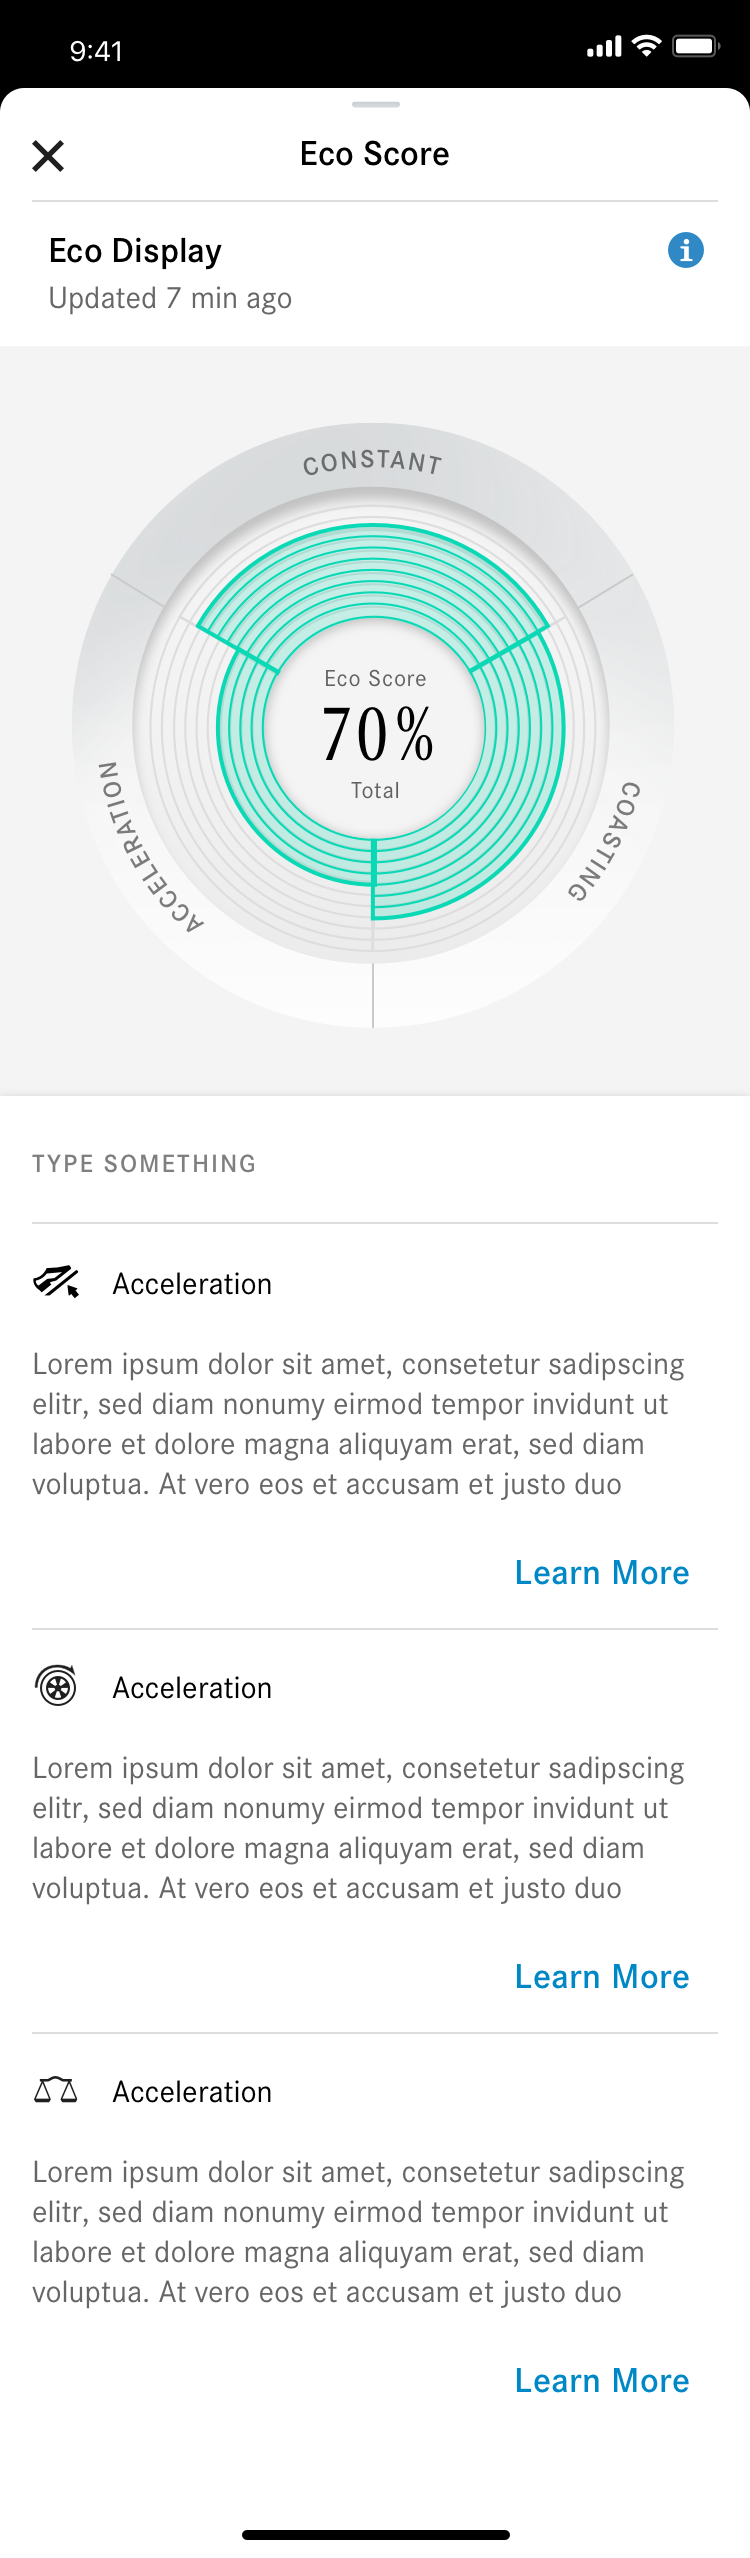 9:41
Eco Score
Eco Display
Updated 7 min ago
CONSTANT
Eco Score
70%
Total
ACCELERATION
COASTING
TYPE SOMETHING
Acceleration
Lorem ipsum dolor sit amet, consetetur sadipscing
elitr, sed diam nonumy eirmod tempor invidunt ut
labore et dolore magna aliquyam erat, sed diam
voluptua. At vero eos et accusam et justo duo
Learn More
Acceleration
Lorem ipsum dolor sit amet, consetetur sadipscing
elitr, sed diam nonumy eirmod tempor invidunt ut
labore et dolore magna aliquyam erat, sed diam
voluptua. At vero eos et accusam et justo duo
Learn More
Acceleration
Lorem ipsum dolor sit amet, consetetur sadipscing
elitr, sed diam nonumy eirmod tempor invidunt ut
labore et dolore magna aliquyam erat, sed diam
voluptua. At vero eos et accusam et justo duo
Learn More